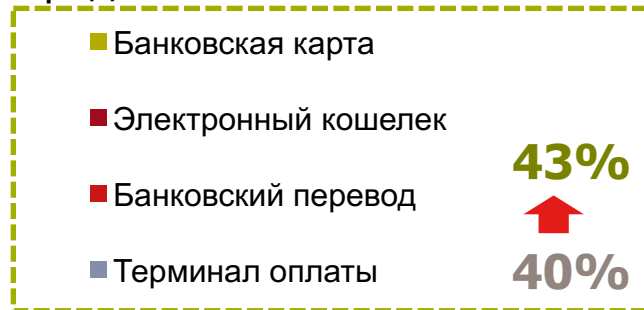 Банковская карта
Электронный кошелек
43%
Банковский перевод
Терминал оплаты
40%